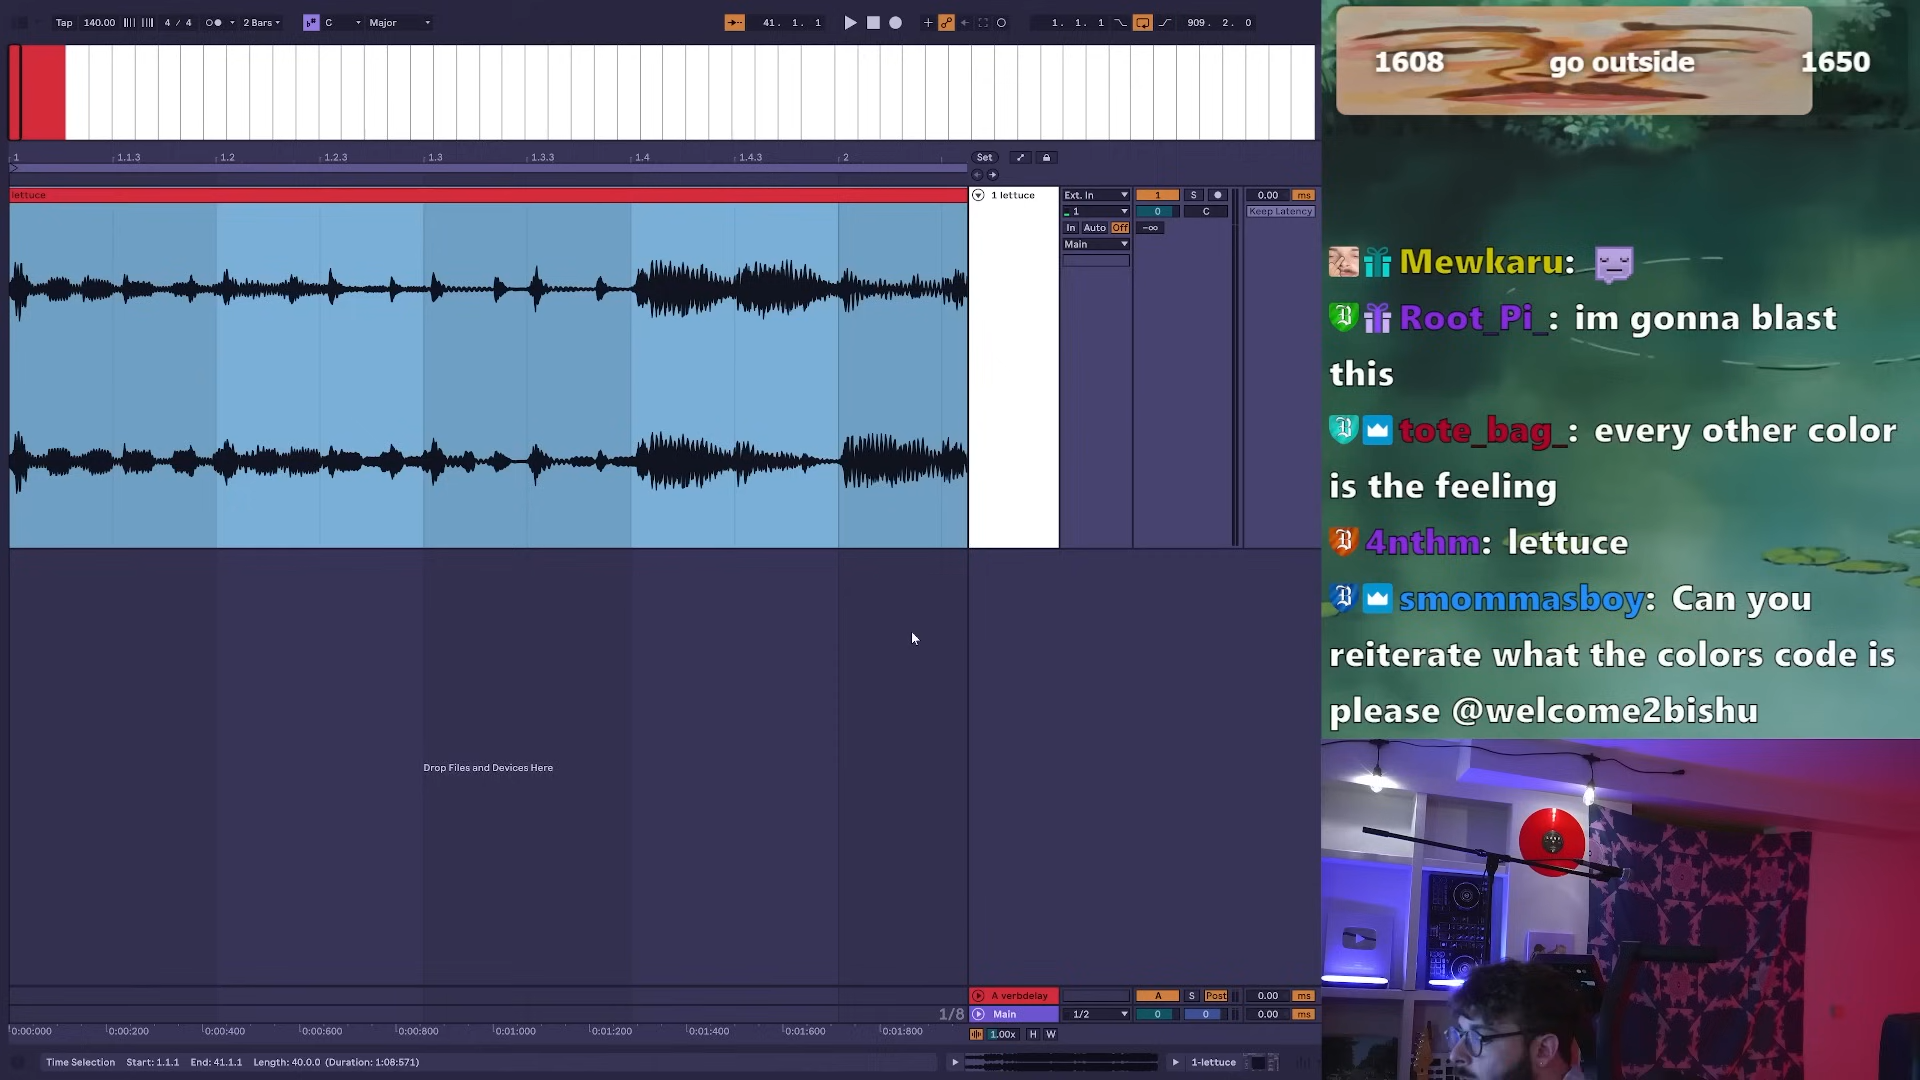 Tap 140.00 4 / 4 2 Bars C Major 41. 1. 1 1. 1. 1 909. 2. 0
1 1.1.3 1.2 1.2.3 1.3 1.3.3 1.4 1.4.3 2 Set
lettuce
1 lettuce Ext. In 1 S 0.00 ms
1 0 C Keep Latency
In Auto Off -∞
Main
Drop Files and Devices Here
A verbdelay A S Post 0.00 ms
1/8 Main 1/2 0 0 0.00 ms
0:00:000 0:00:200 0:00:400 0:00:600 0:00:800 0:01:000 0:01:200 0:01:400 0:01:600 0:01:800 1.00x H W
Time Selection Start: 1.1.1 End: 41.1.1 Length: 40.0.0 (Duration: 1:08:571) 1-lettuce
1608 go outside 1650
Mewkaru:
Root_Pi_: im gonna blast
this
tote_bag_: every other color
is the feeling
4nthm: lettuce
smommasboy: Can you
reiterate what the colors code is
please @welcome2bishu